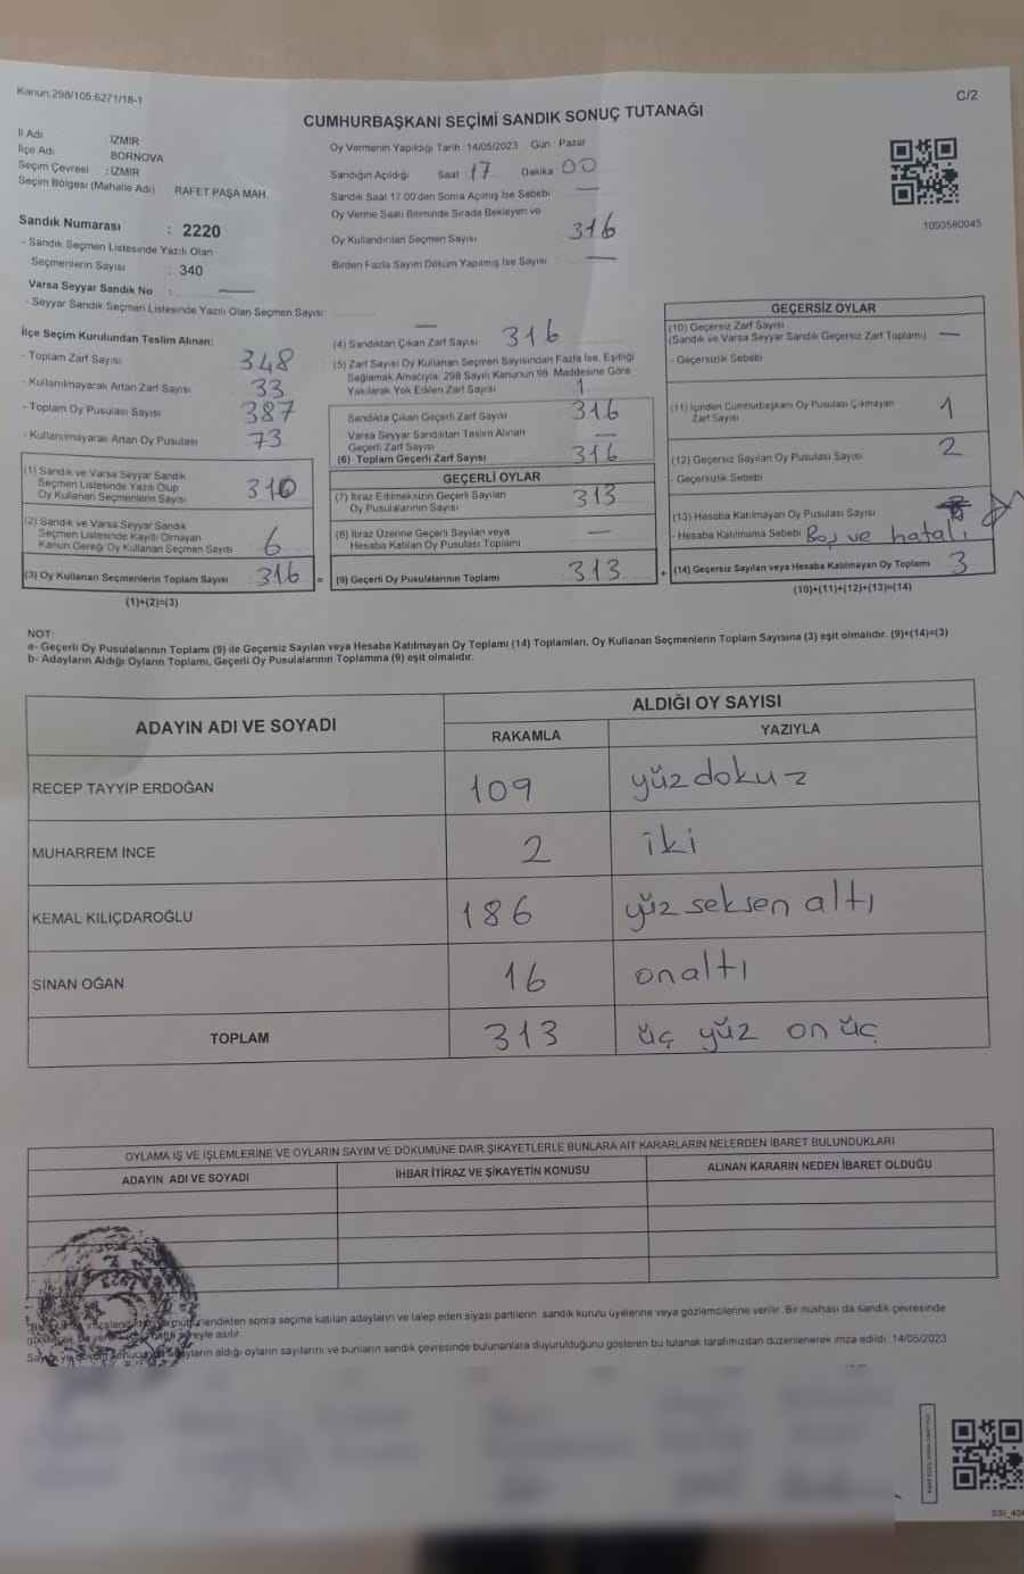 Kanun:298/105;6271/18-1
C/2
CUMHURBAŞKANI SEÇİMİ SANDIK SONUÇ TUTANAĞI
İl Adı İZMİR
İlçe Adı BORNOVA
Seçim Çevresi : İZMİR
Seçim Bölgesi (Mahalle Adı) RAFET PAŞA MAH.
Oy Vermenin Yapıldığı Tarih :14/05/2023 Gün : Pazar
Sandığın Açıldığı Saat 17 Dakika 00
Sandık Saat 17.00'den Sonra Açılmış İse Sebebi —
Oy Verme Saati Bitiminde Sırada Bekleyen ve
Oy Kullandırılan Seçmen Sayısı 316
Birden Fazla Sayım Döküm Yapılmış İse Sayısı —
1093580045
Sandık Numarası : 2220
- Sandık Seçmen Listesinde Yazılı Olan
Seçmenlerin Sayısı : 340
Varsa Seyyar Sandık No : —
- Seyyar Sandık Seçmen Listesinde Yazılı Olan Seçmen Sayısı —
İlçe Seçim Kurulundan Teslim Alınan:
- Toplam Zarf Sayısı 348
- Kullanılmayarak Artan Zarf Sayısı 33
- Toplam Oy Pusulası Sayısı 387
- Kullanılmayarak Artan Oy Pusulası 73
(1) Sandık ve Varsa Seyyar Sandık
Seçmen Listesinde Yazılı Olup
Oy Kullanan Seçmenlerin Sayısı 310
(2) Sandık ve Varsa Seyyar Sandık
Seçmen Listesinde Kayıtlı Olmayan
Kanun Gereği Oy Kullanan Seçmen Sayısı 6
(3) Oy Kullanan Seçmenlerin Toplam Sayısı 316 =
(1)+(2)=(3)
(4) Sandıktan Çıkan Zarf Sayısı 316
(5) Zarf Sayısı Oy Kullanan Seçmen Sayısından Fazla İse, Eşitliği
Sağlamak Amacıyla, 298 Sayılı Kanunun 98. Maddesine Göre
Yakılarak Yok Edilen Zarf Sayısı 1
Sandıkta Çıkan Geçerli Zarf Sayısı 316
Varsa Seyyar Sandıktan Teslim Alınan
Geçerli Zarf Sayısı —
(6) Toplam Geçerli Zarf Sayısı 316
GEÇERLİ OYLAR
(7) İtiraz Edilmeksizin Geçerli Sayılan
Oy Pusulalarının Sayısı 313
(8) İtiraz Üzerine Geçerli Sayılan veya
Hesaba Katılan Oy Pusulası Toplamı —
(9) Geçerli Oy Pusulalarının Toplamı 313 +
GEÇERSİZ OYLAR
(10) Geçersiz Zarf Sayısı
(Sandık ve Varsa Seyyar Sandık Geçersiz Zarf Toplamı) —
- Geçersizlik Sebebi
(11) İçinden Cumhurbaşkanı Oy Pusulası Çıkmayan
Zarf Sayısı 1
(12) Geçersiz Sayılan Oy Pusulası Sayısı 2
- Geçersizlik Sebebi
(13) Hesaba Katılmayan Oy Pusulası Sayısı
- Hesaba Katılmama Sebebi Boş ve hatalı
(14) Geçersiz Sayılan veya Hesaba Katılmayan Oy Toplamı 3
(10)+(11)+(12)+(13)=(14)
NOT:
a- Geçerli Oy Pusulalarının Toplamı (9) ile Geçersiz Sayılan veya Hesaba Katılmayan Oy Toplamı (14) Toplamları, Oy Kullanan Seçmenlerin Toplam Sayısına (3) eşit olmalıdır. (9)+(14)=(3)
b- Adayların Aldığı Oyların Toplamı, Geçerli Oy Pusulalarının Toplamına (9) eşit olmalıdır.
ADAYIN ADI VE SOYADI
ALDIĞI OY SAYISI
RAKAMLA YAZIYLA
RECEP TAYYİP ERDOĞAN 109 yüzdokuz
MUHARREM İNCE 2 iki
KEMAL KILIÇDAROĞLU 186 yüz seksen altı
SİNAN OĞAN 16 onaltı
TOPLAM 313 üç yüz on üç
OYLAMA İŞ VE İŞLEMLERİNE VE OYLARIN SAYIM VE DÖKÜMÜNE DAİR ŞİKAYETLERLE BUNLARA AİT KARARLARIN NELERDEN İBARET BULUNDUKLARI
ADAYIN ADI VE SOYADI İHBAR İTİRAZ VE ŞİKAYETİN KONUSU ALINAN KARARIN NEDEN İBARET OLDUĞU
sonra seçime katılan adayların ve talep eden siyasi partilerin sandık kurulu üyelerine veya gözlemcilerine verilir. Bir nüshası da sandık çevresinde
süreyle asılır.
adayların aldığı oyların sayılarını ve bunların sandık çevresinde bulunanlara duyurulduğunu gösteren bu tutanak tarafımızdan düzenlenerek imza edildi. 14/05/2023